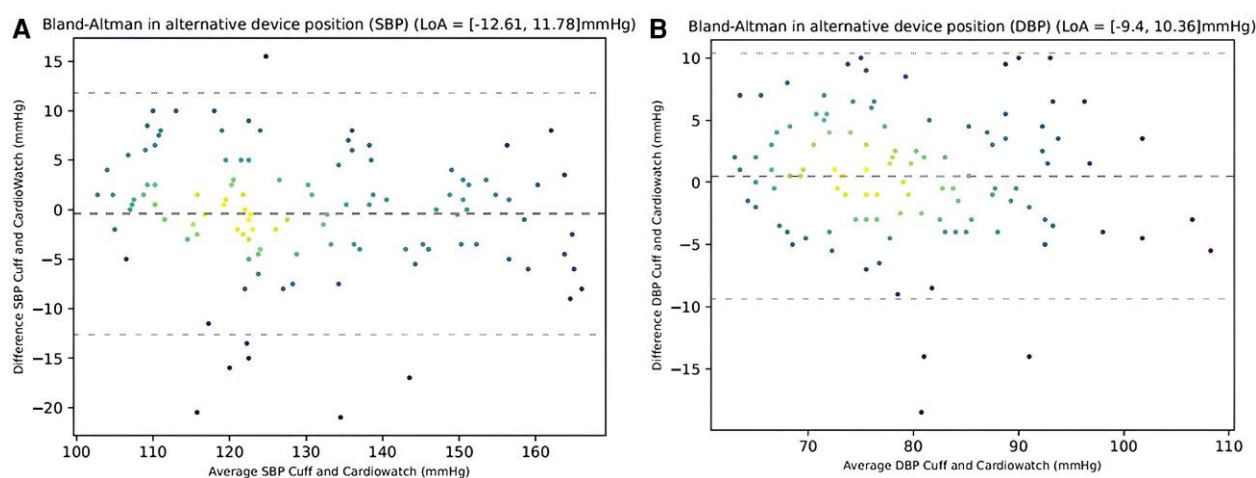 A
Bland-Altman in alternative device position (SBP) (LoA = [-12.61, 11.78]mmHg)
15
10
5
0
−5
−10
−15
−20
Difference SBP Cuff and CardioWatch (mmHg)
100 110 120 130 140 150 160
Average SBP Cuff and Cardiowatch (mmHg)
B
Bland-Altman in alternative device position (DBP) (LoA = [-9.4, 10.36]mmHg)
10
5
0
−5
−10
−15
Difference DBP Cuff and Cardiowatch (mmHg)
70 80 90 100 110
Average DBP Cuff and Cardiowatch (mmHg)